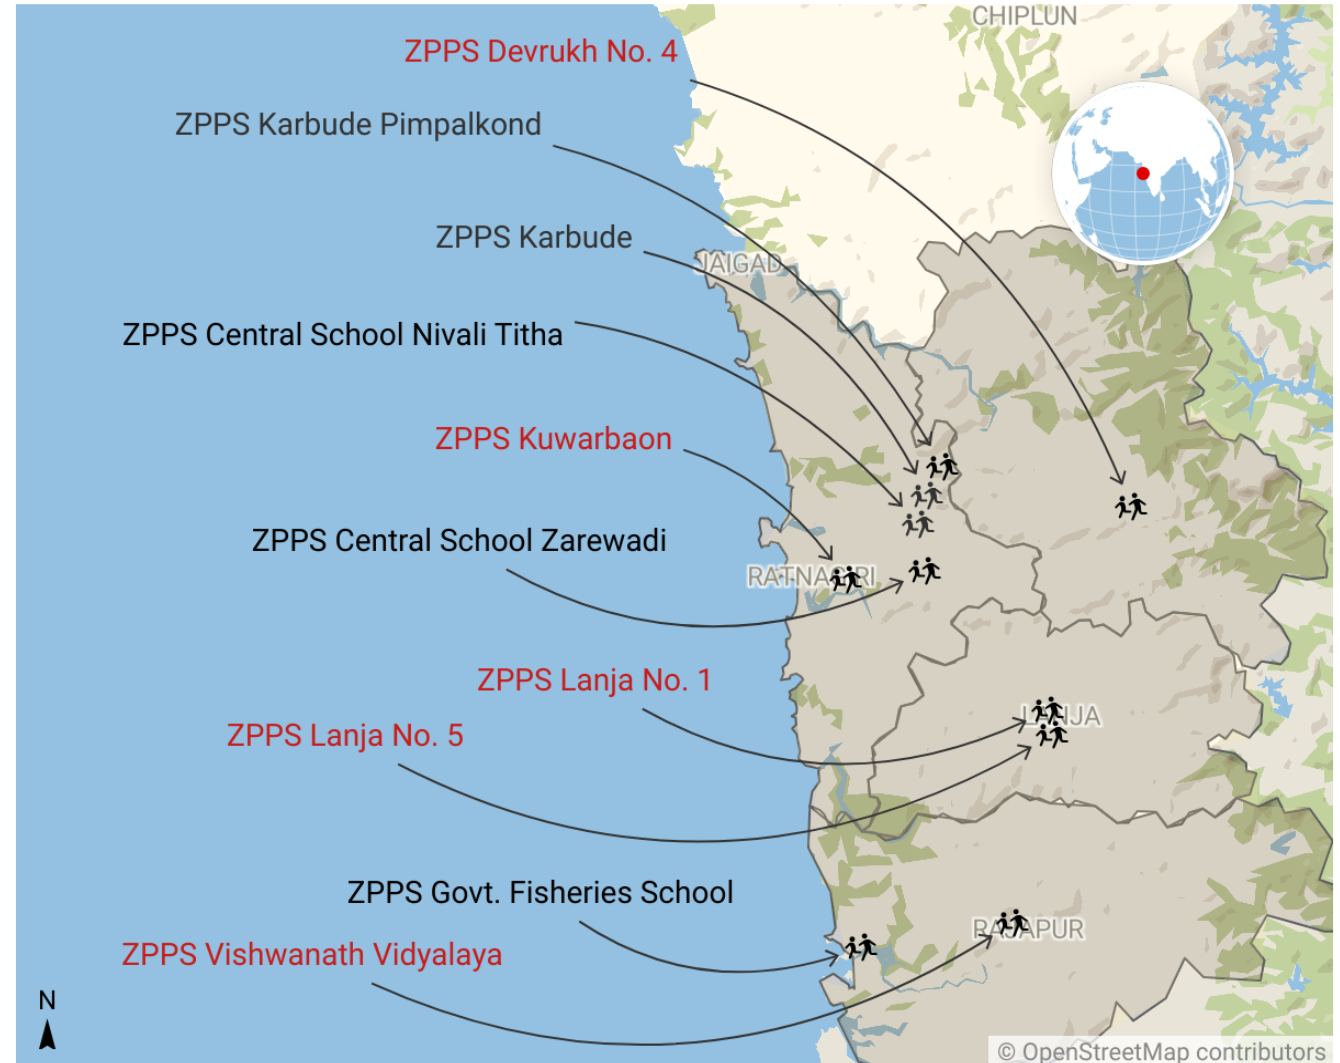 CHIPLUN
ZPPS Devrukh No. 4
ZPPS Karbude Pimpalkond
ZPPS Karbude
JAIGAD
ZPPS Central School Nivali Titha
ZPPS Kuwarbaon
ZPPS Central School Zarewadi
RATNAGIRI
ZPPS Lanja No. 1
LANJA
ZPPS Lanja No. 5
ZPPS Govt. Fisheries School
RAJAPUR
ZPPS Vishwanath Vidyalaya
N
© OpenStreetMap contributors